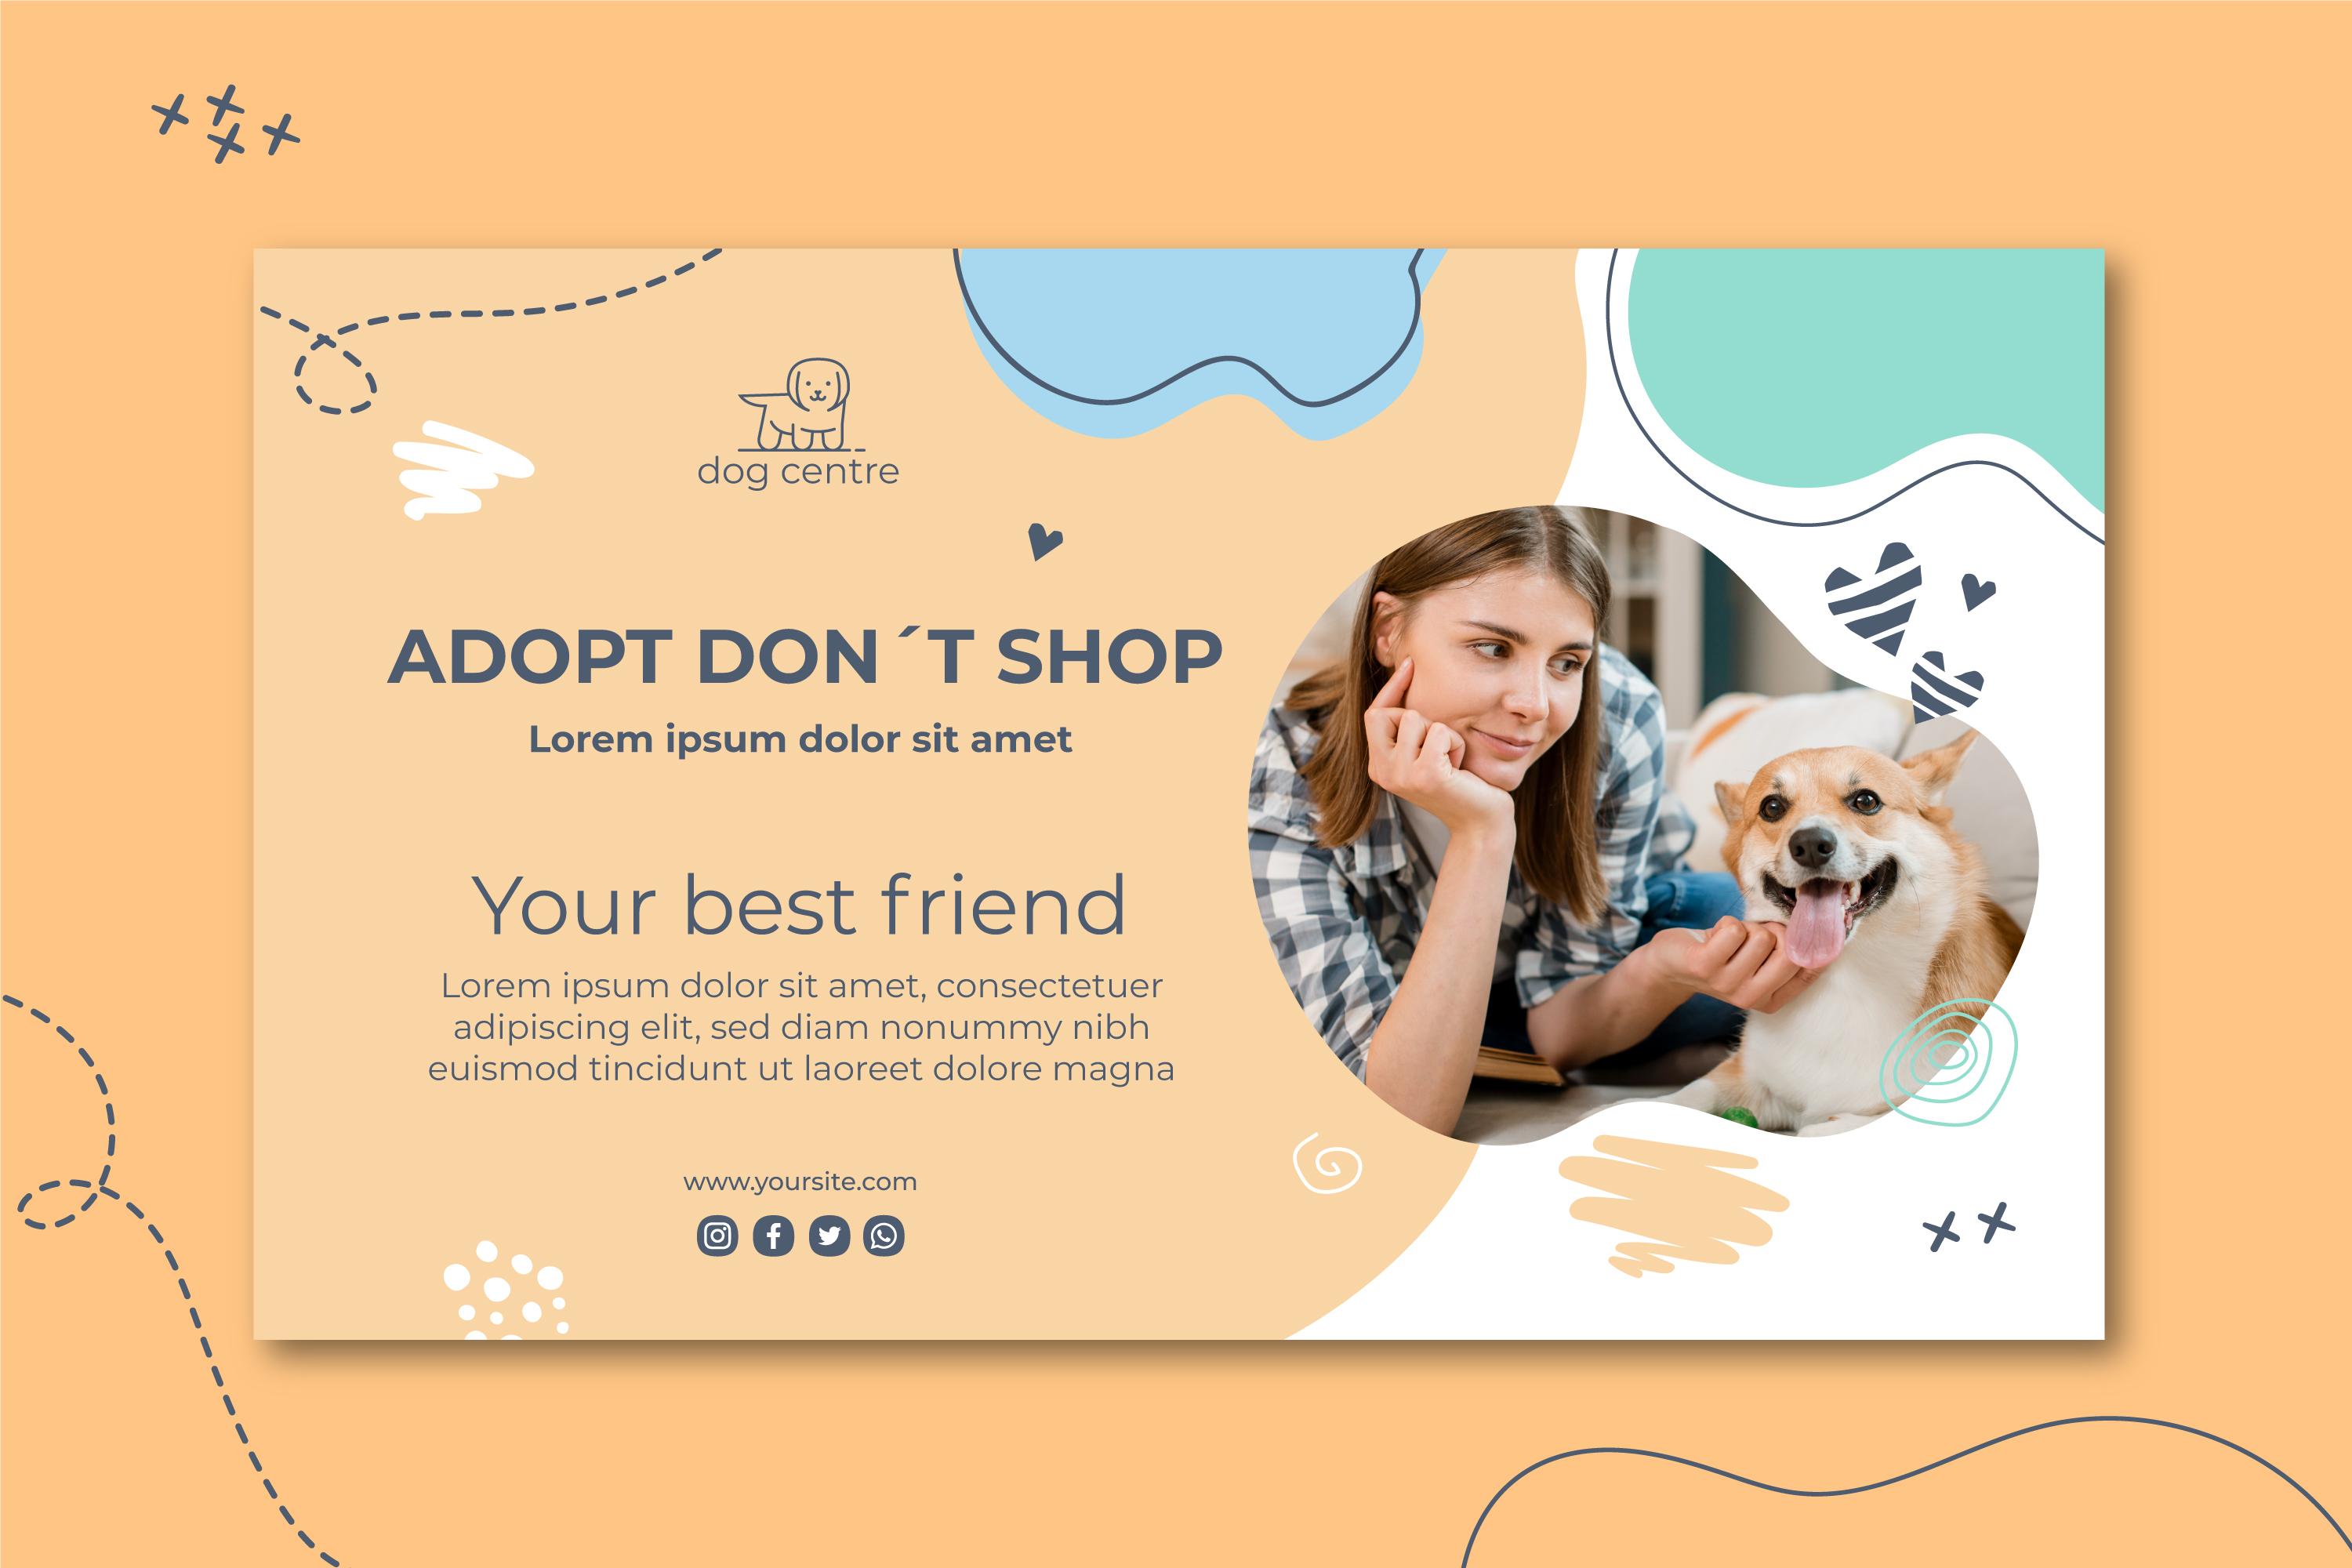 dog centre
ADOPT DON´T SHOP
Lorem ipsum dolor sit amet
Your best friend
Lorem ipsum dolor sit amet, consectetuer
adipiscing elit, sed diam nonummy nibh
euismod tincidunt ut laoreet dolore magna
www.yoursite.com